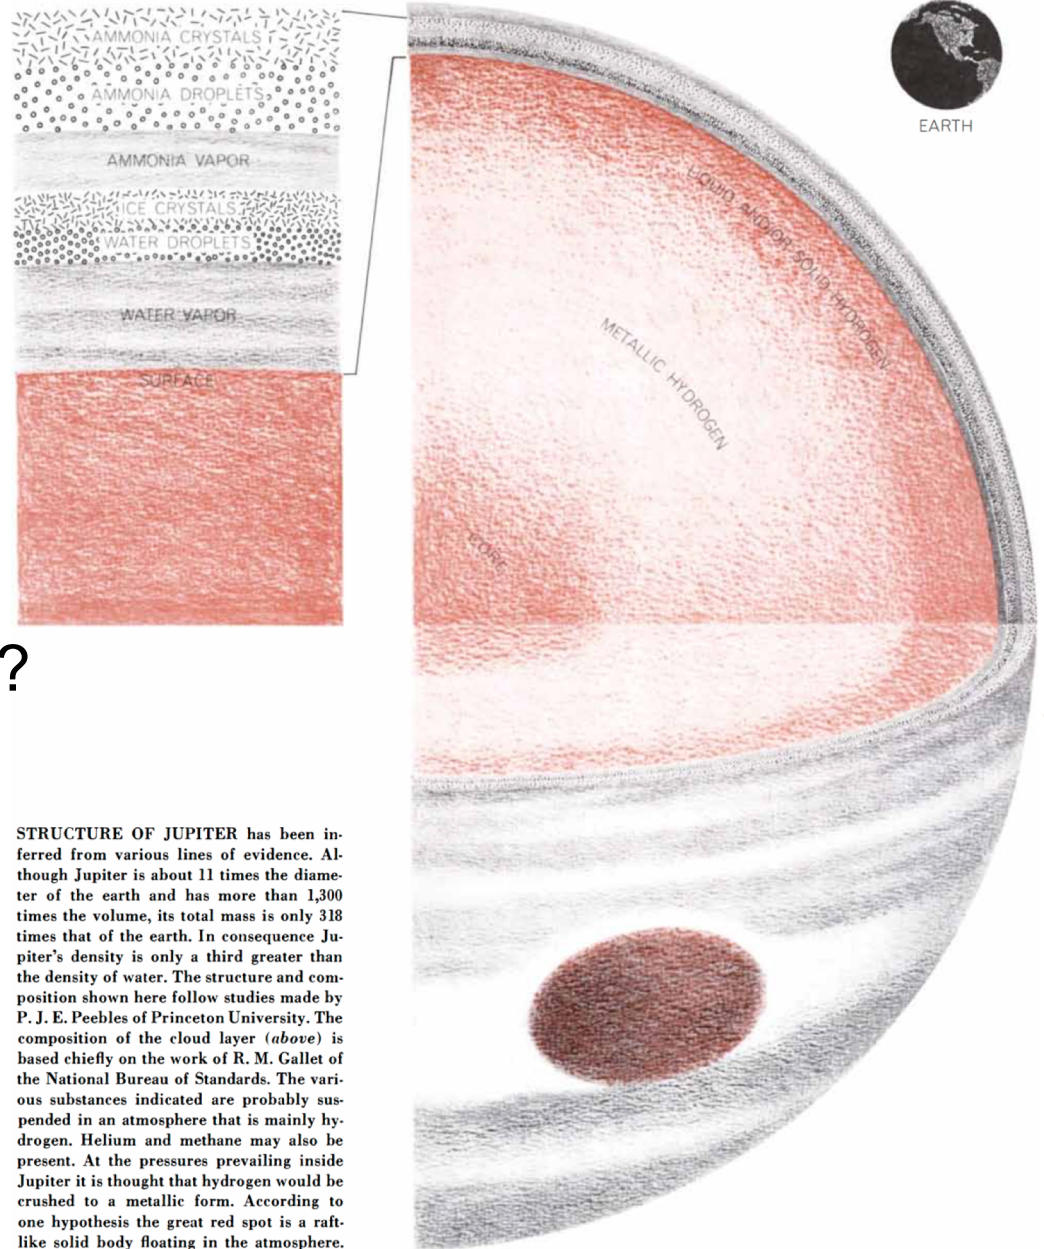 AMMONIA CRYSTALS
AMMONIA DROPLETS
AMMONIA VAPOR
ICE CRYSTALS
WATER DROPLETS
WATER VAPOR
SURFACE
EARTH
LIQUID AND/OR SOLID HYDROGEN
METALLIC HYDROGEN
CORE
?
STRUCTURE OF JUPITER has been in-
ferred from various lines of evidence. Al-
though Jupiter is about 11 times the diame-
ter of the earth and has more than 1,300
times the volume, its total mass is only 318
times that of the earth. In consequence Ju-
piter's density is only a third greater than
the density of water. The structure and com-
position shown here follow studies made by
P. J. E. Peebles of Princeton University. The
composition of the cloud layer (above) is
based chiefly on the work of R. M. Gallet of
the National Bureau of Standards. The vari-
ous substances indicated are probably sus-
pended in an atmosphere that is mainly hy-
drogen. Helium and methane may also be
present. At the pressures prevailing inside
Jupiter it is thought that hydrogen would be
crushed to a metallic form. According to
one hypothesis the great red spot is a raft-
like solid body floating in the atmosphere.